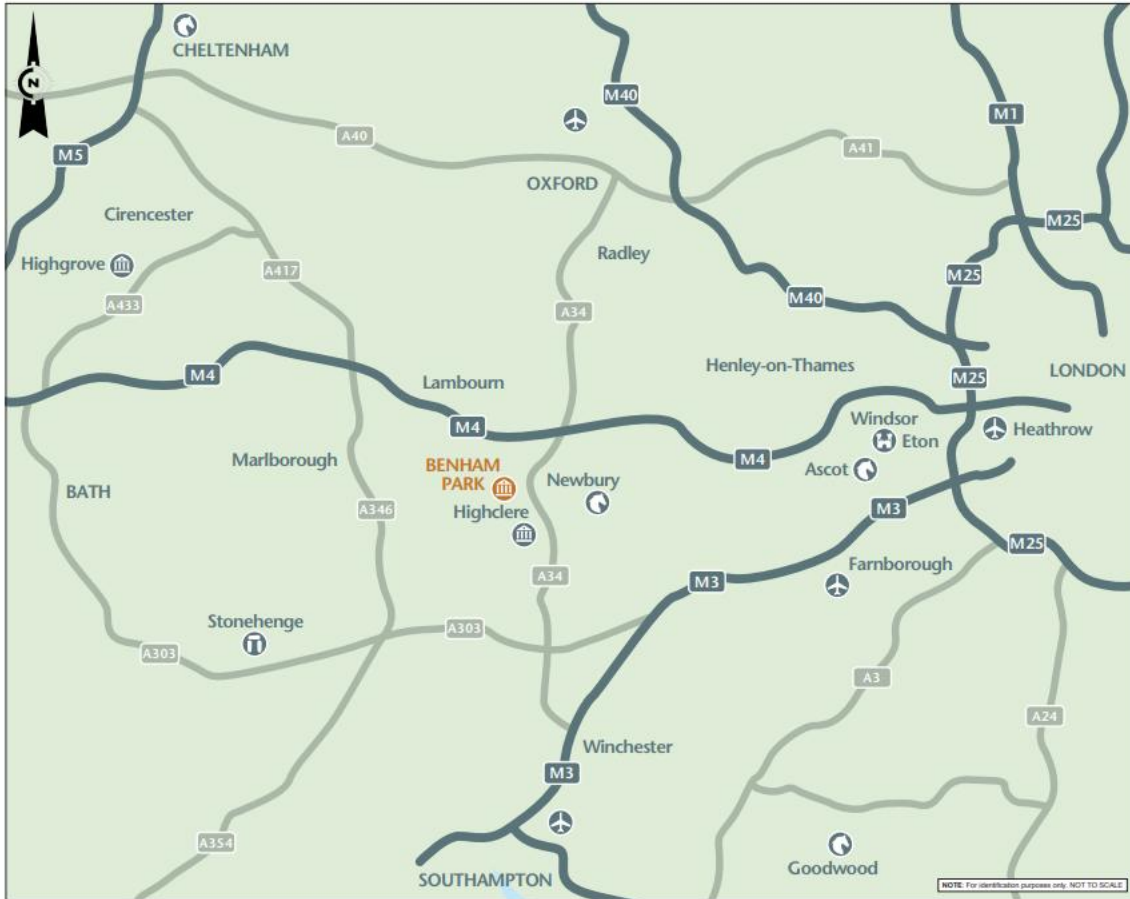 CHELTENHAM
N
M40
M1
M5
A40
A41
OXFORD
Cirencester
M25
Radley
Highgrove
A417
M25
A433
M40
A34
M4
Henley-on-Thames
LONDON
Lambourn
M25
M4
Windsor
Heathrow
Eton
Marlborough
M4
Ascot
BENHAM
PARK
Newbury
BATH
A346
Highclere
M3
M25
Farnborough
A34
M3
Stonehenge
A303
A303
A3
A24
Winchester
M3
A354
Goodwood
SOUTHAMPTON
NOTE: For identification purposes only. NOT TO SCALE